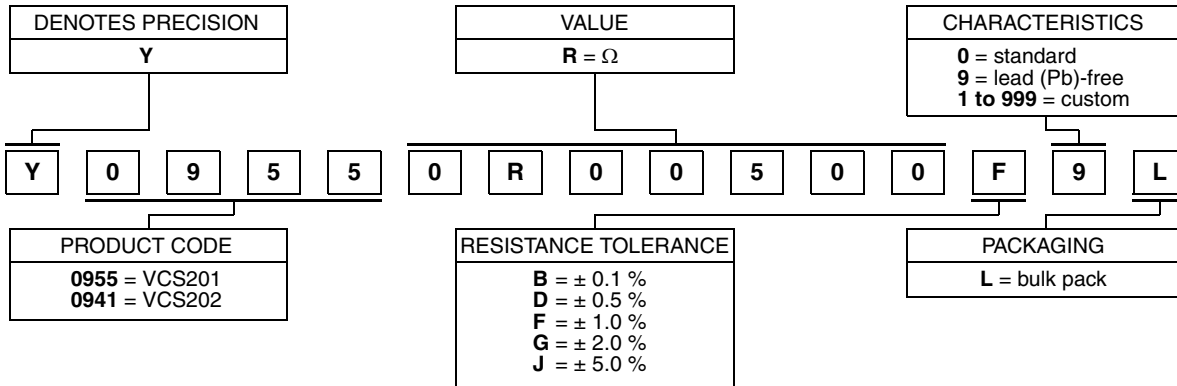 DENOTES PRECISION
Y
VALUE
R = Ω
CHARACTERISTICS
0 = standard
9 = lead (Pb)-free
1 to 999 = custom
Y 0 9 5 5 0 R 0 0 5 0 0 F 9 L
PRODUCT CODE
0955 = VCS201
0941 = VCS202
RESISTANCE TOLERANCE
B = ± 0.1 %
D = ± 0.5 %
F = ± 1.0 %
G = ± 2.0 %
J = ± 5.0 %
PACKAGING
L = bulk pack